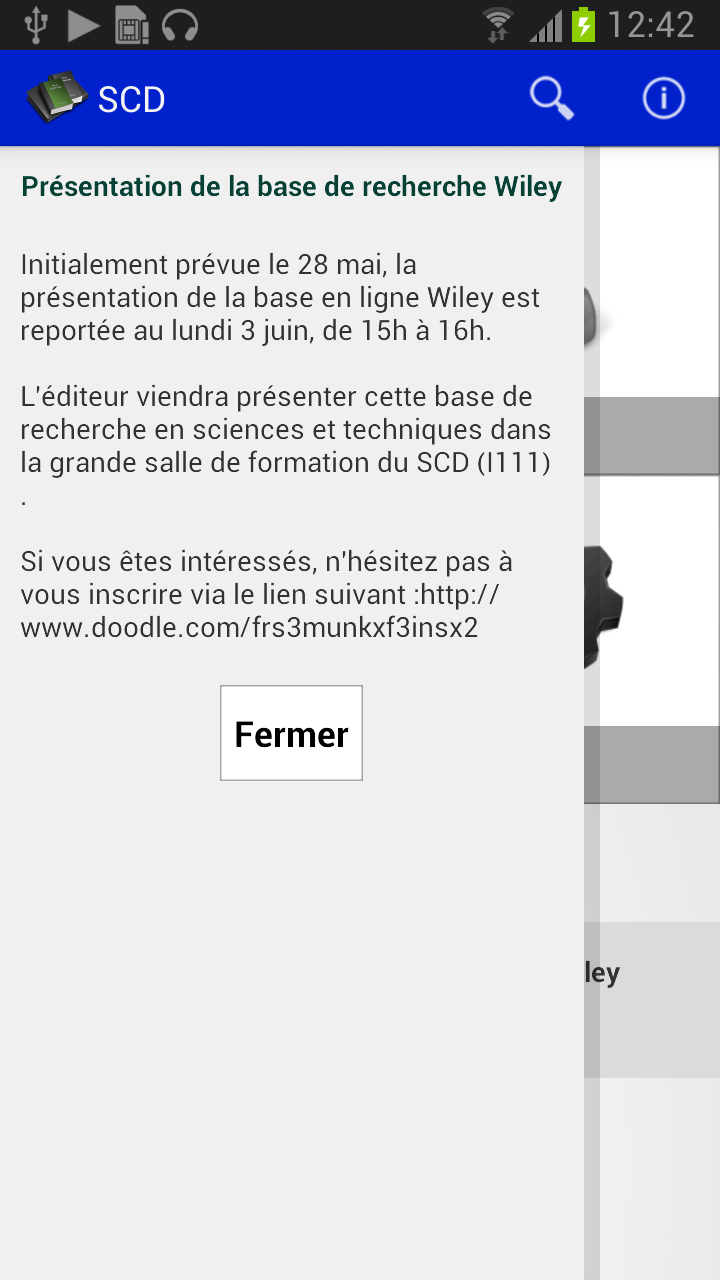 12:42
SCD
Présentation de la base de recherche Wiley
Initialement prévue le 28 mai, la
présentation de la base en ligne Wiley est
reportée au lundi 3 juin, de 15h à 16h.
L'éditeur viendra présenter cette base de
recherche en sciences et techniques dans
la grande salle de formation du SCD (I111)
.
Si vous êtes intéressés, n'hésitez pas à
vous inscrire via le lien suivant :http://
www.doodle.com/frs3munkxf3insx2
Fermer
ley